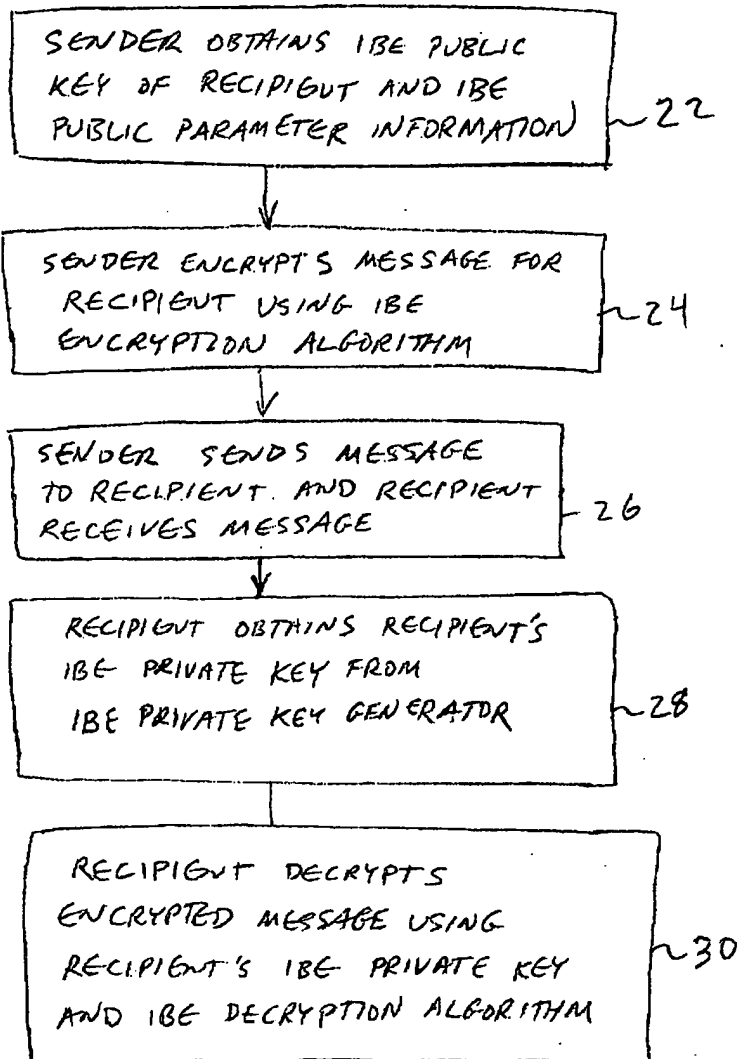 SENDER OBTAINS IBE PUBLIC
KEY OF RECIPIENT AND IBE
PUBLIC PARAMETER INFORMATION
22
SENDER ENCRYPTS MESSAGE FOR
RECIPIENT USING IBE
ENCRYPTION ALGORITHM
24
SENDER SENDS MESSAGE
TO RECIPIENT. AND RECIPIENT
RECEIVES MESSAGE
26
RECIPIENT OBTAINS RECIPIENT'S
IBE PRIVATE KEY FROM
IBE PRIVATE KEY GENERATOR
28
RECIPIENT DECRYPTS
ENCRYPTED MESSAGE USING
RECIPIENT'S IBE PRIVATE KEY
AND IBE DECRYPTION ALGORITHM
30